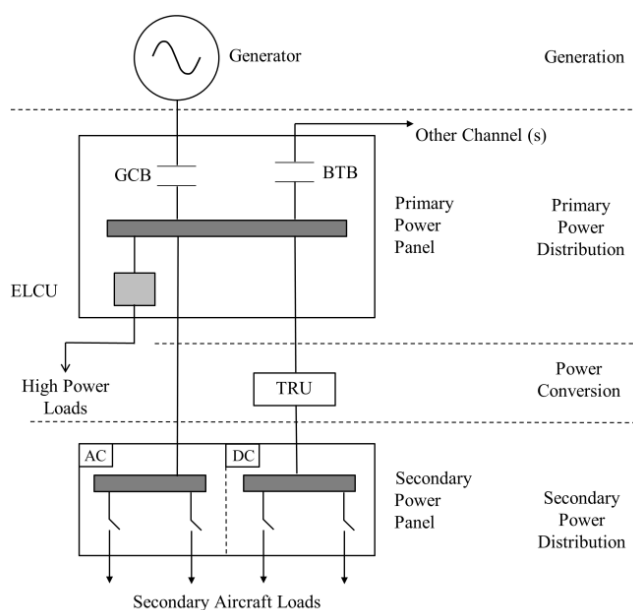 Generator
Generation
Other Channel (s)
GCB
BTB
Primary
Power
Panel
Primary
Power
Distribution
ELCU
High Power
Loads
TRU
Power
Conversion
AC
DC
Secondary
Power
Panel
Secondary
Power
Distribution
Secondary Aircraft Loads